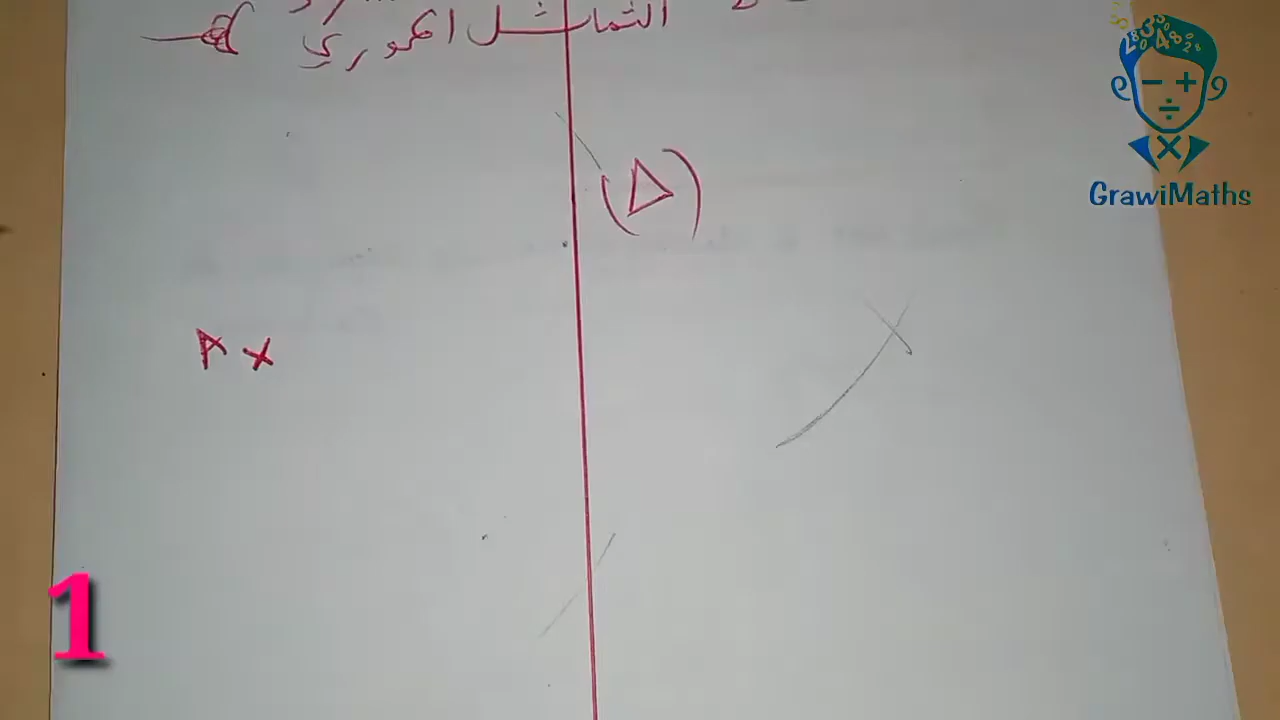 التماثل المحوري
(Δ)
A ×
1
GrawiMaths